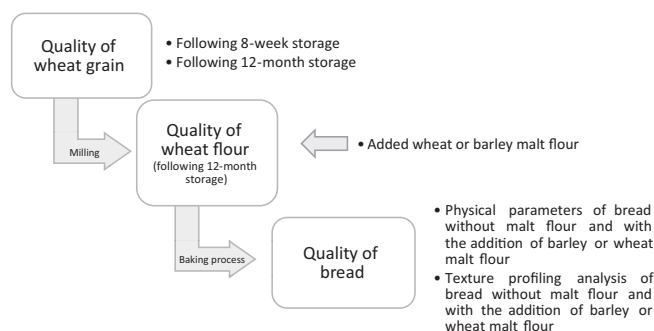 Quality of
wheat grain
• Following 8-week storage
• Following 12-month storage
Milling
Quality of
wheat flour
(following 12-month
storage)
• Added wheat or barley malt flour
Baking process
Quality of
bread
• Physical parameters of bread
without malt flour and with
the addition of barley or wheat
malt flour
• Texture profiling analysis of
bread without malt flour and
with the addition of barley or
wheat malt flour